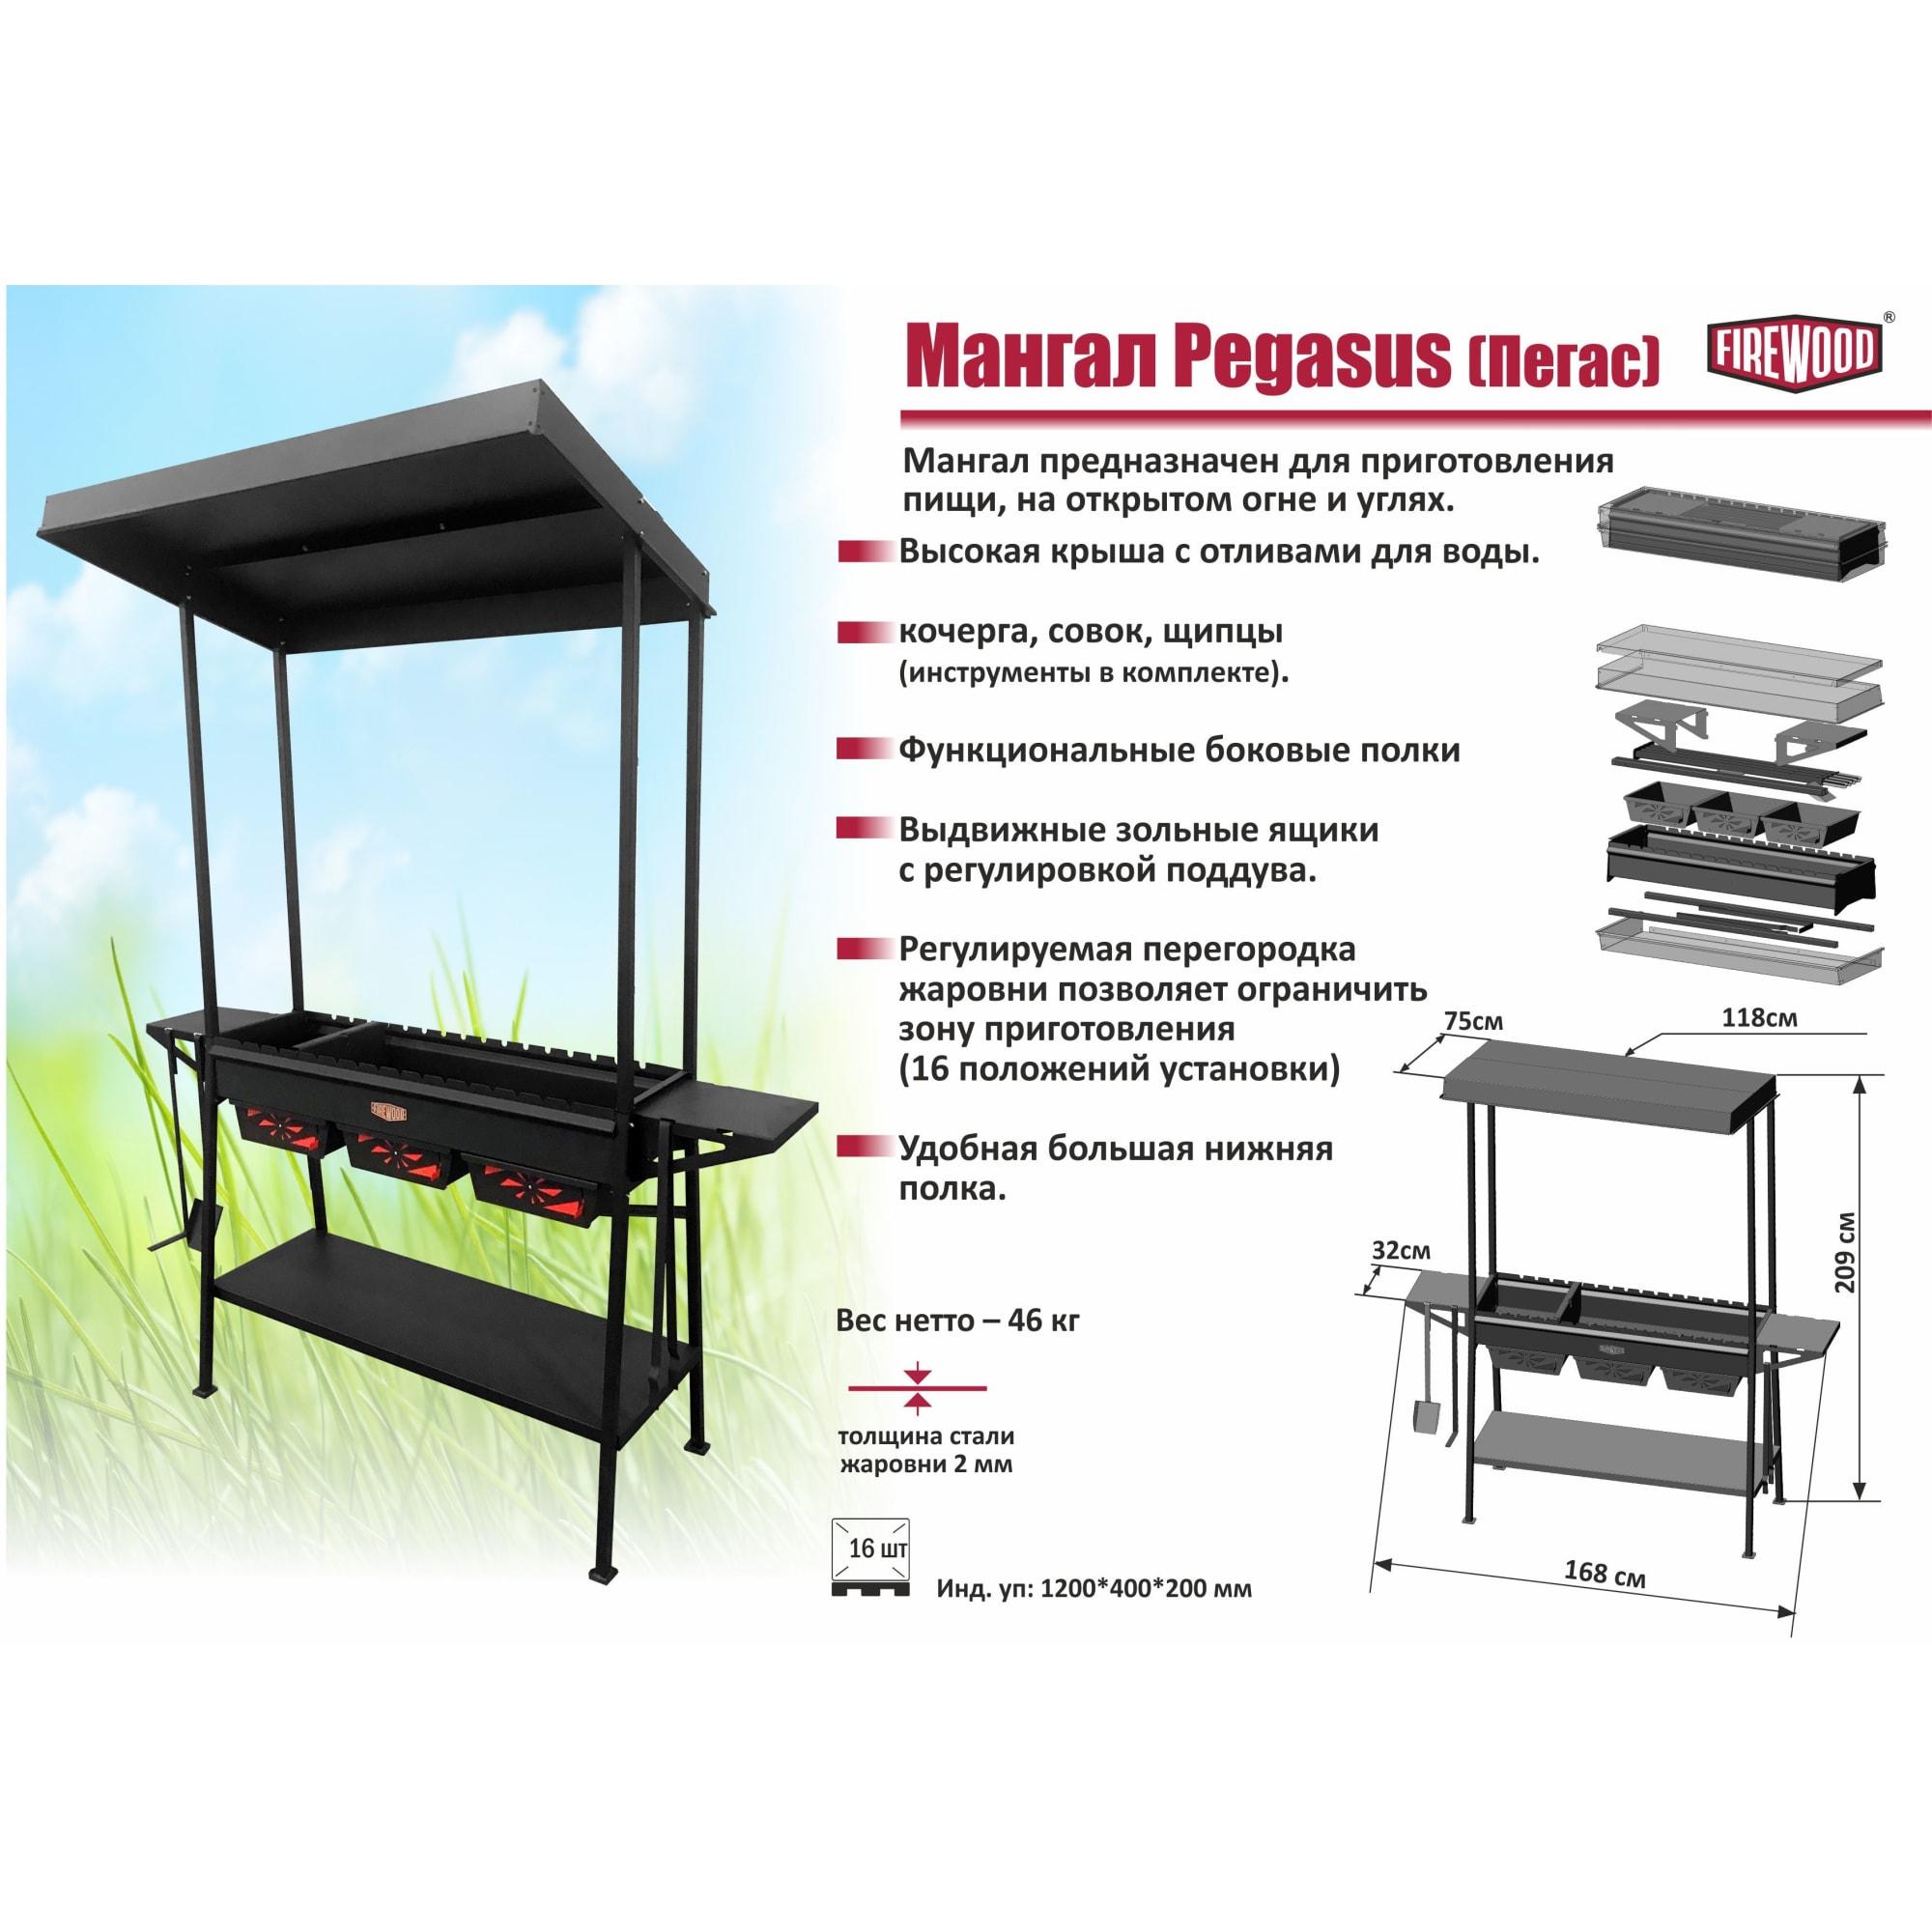 Мангал Pegasus (Пегас)
FIREWOOD®
Мангал предназначен для приготовления
пищи, на открытом огне и углях.
Высокая крыша с отливами для воды.
кочерга, совок, щипцы
(инструменты в комплекте).
Функциональные боковые полки
Выдвижные зольные ящики
с регулировкой поддува.
Регулируемая перегородка
жаровни позволяет ограничить
зону приготовления
(16 положений установки)
Удобная большая нижняя
полка.
Вес нетто – 46 кг
толщина стали
жаровни 2 мм
16 шт
Инд. уп: 1200*400*200 мм
75см
118см
32см
209 см
168 см
FIREWOOD